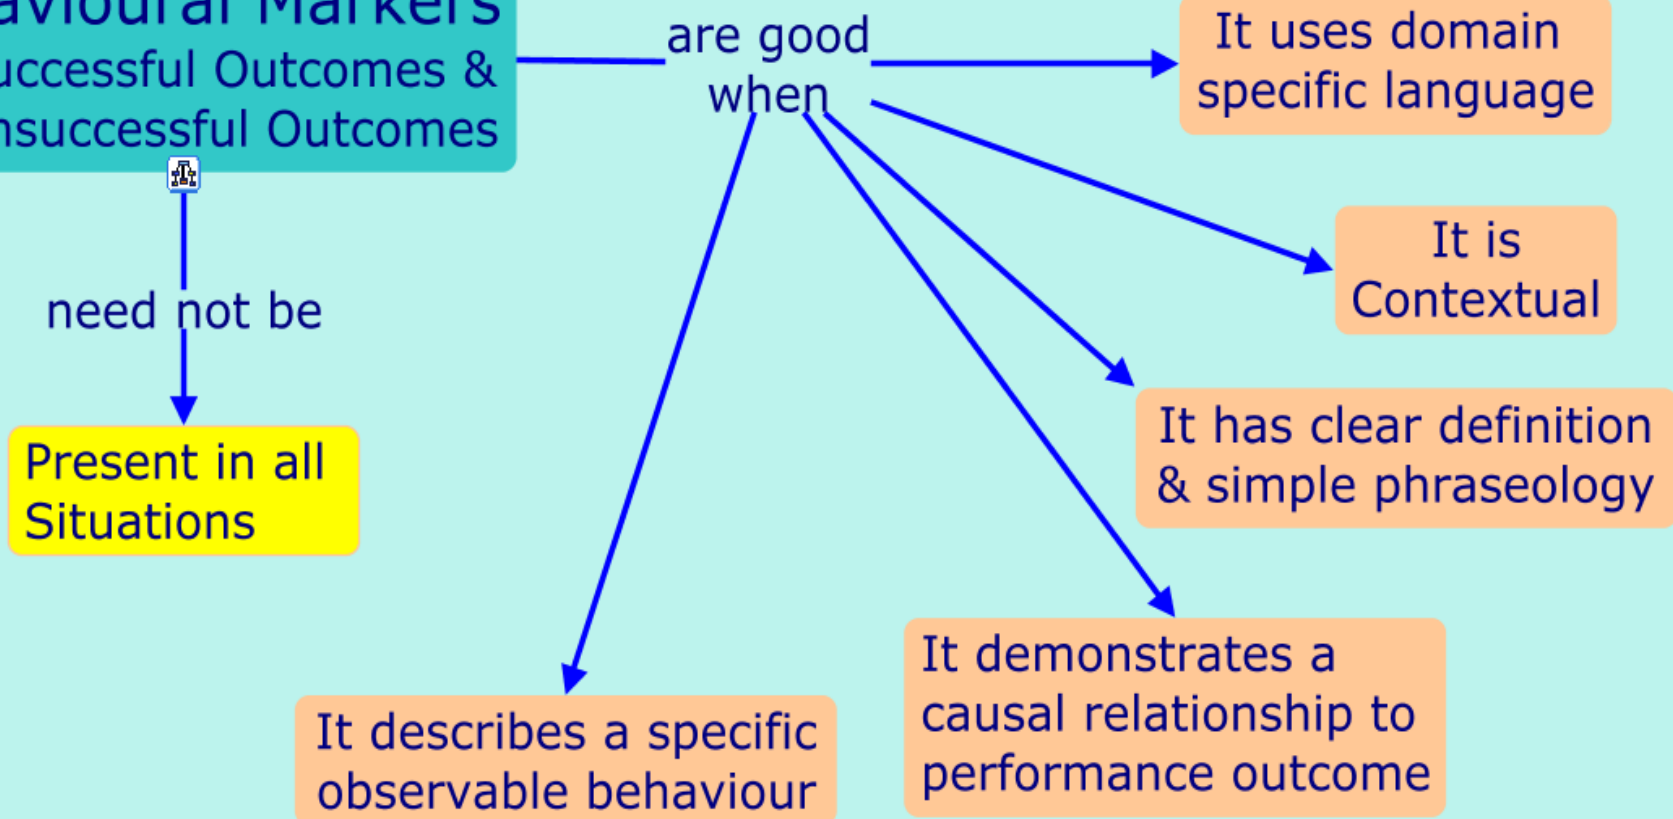 avioural Markers
uccessful Outcomes &
nsuccessful Outcomes
are good
when
It uses domain
specific language
It is
Contextual
need not be
It has clear definition
& simple phraseology
Present in all
Situations
It demonstrates a
causal relationship to
performance outcome
It describes a specific
observable behaviour